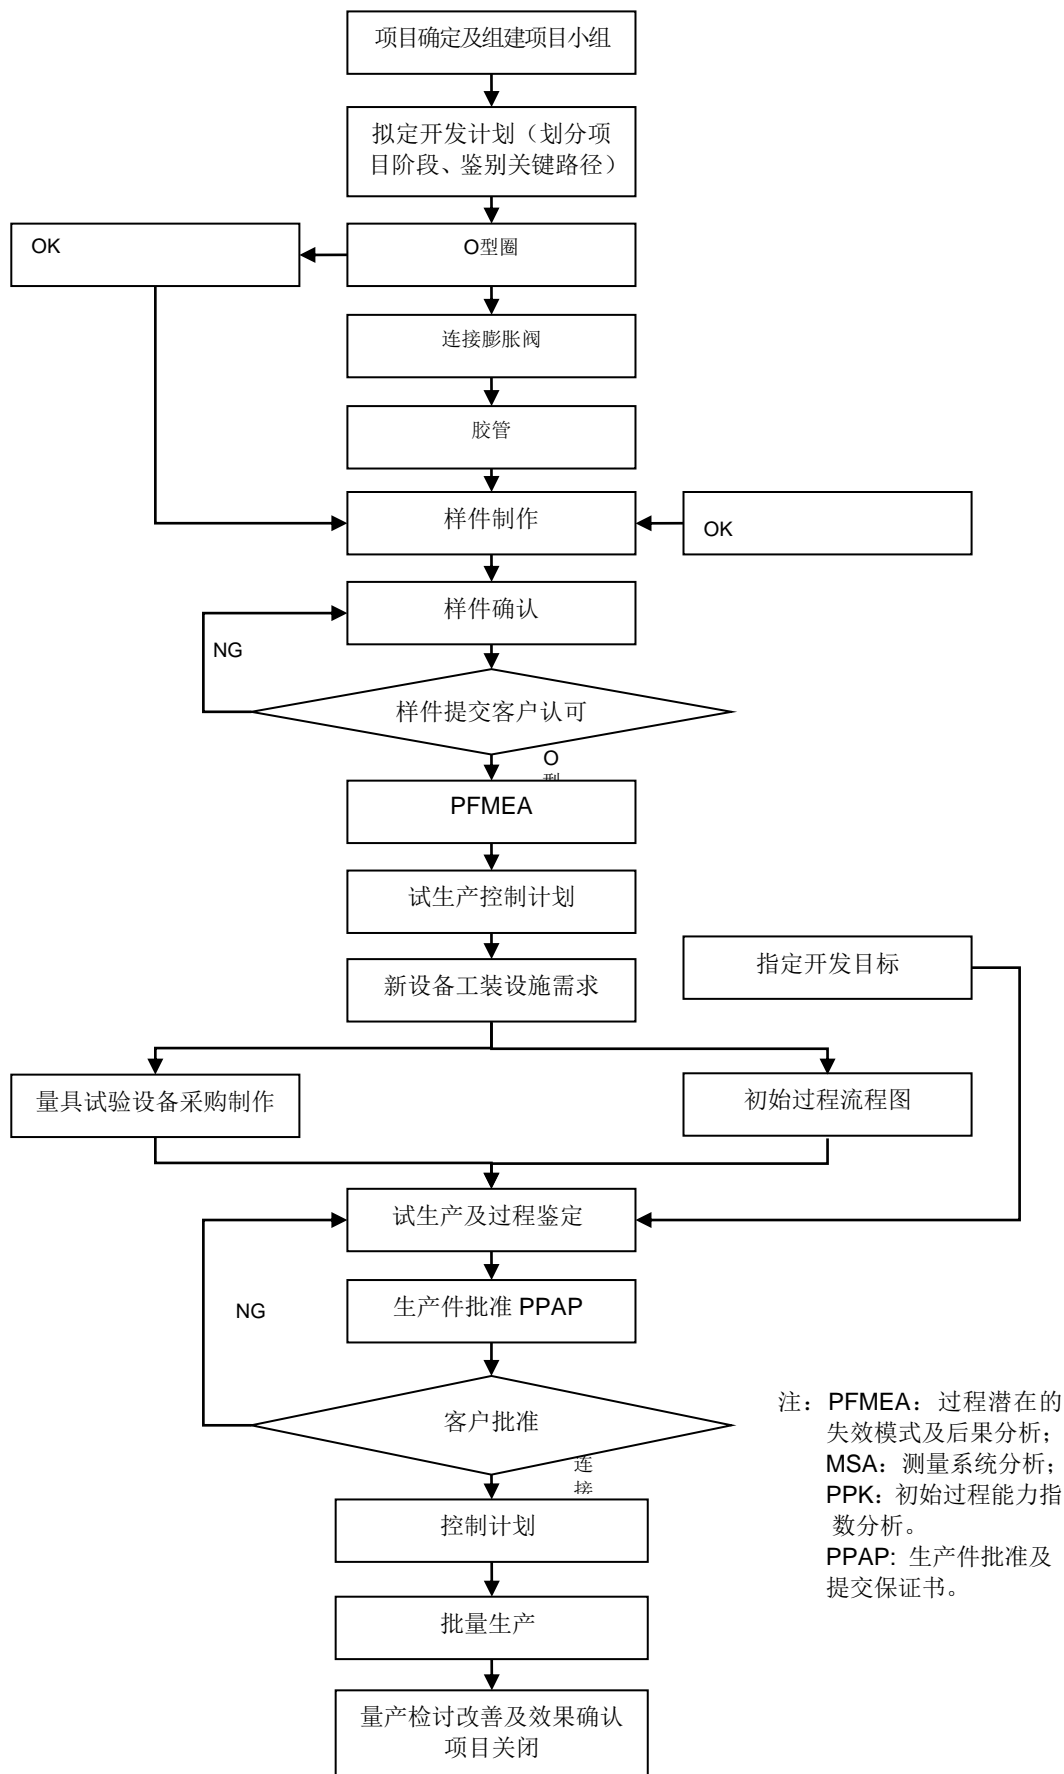 项目确定及组建项目小组
拟定开发计划（划分项
目阶段、鉴别关键路径）
OK
O型圈
连接膨胀阀
胶管
样件制作
OK
样件确认
NG
样件提交客户认可
O
型
PFMEA
试生产控制计划
指定开发目标
新设备工装设施需求
量具试验设备采购制作
初始过程流程图
试生产及过程鉴定
生产件批准 PPAP
NG
客户批准
注：PFMEA：过程潜在的
失效模式及后果分析；
MSA：测量系统分析；
PPK：初始过程能力指
数分析。
PPAP: 生产件批准及
提交保证书。
连
接
控制计划
批量生产
量产检讨改善及效果确认
项目关闭